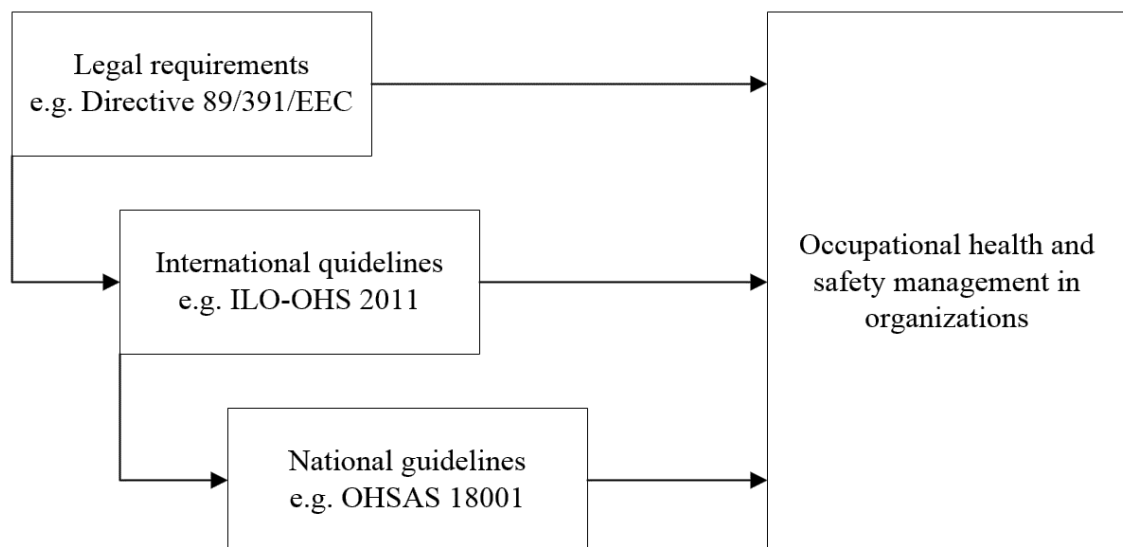 Legal requirements
e.g. Directive 89/391/EEC
International quidelines
e.g. ILO-OHS 2011
Occupational health and
safety management in
organizations
National guidelines
e.g. OHSAS 18001